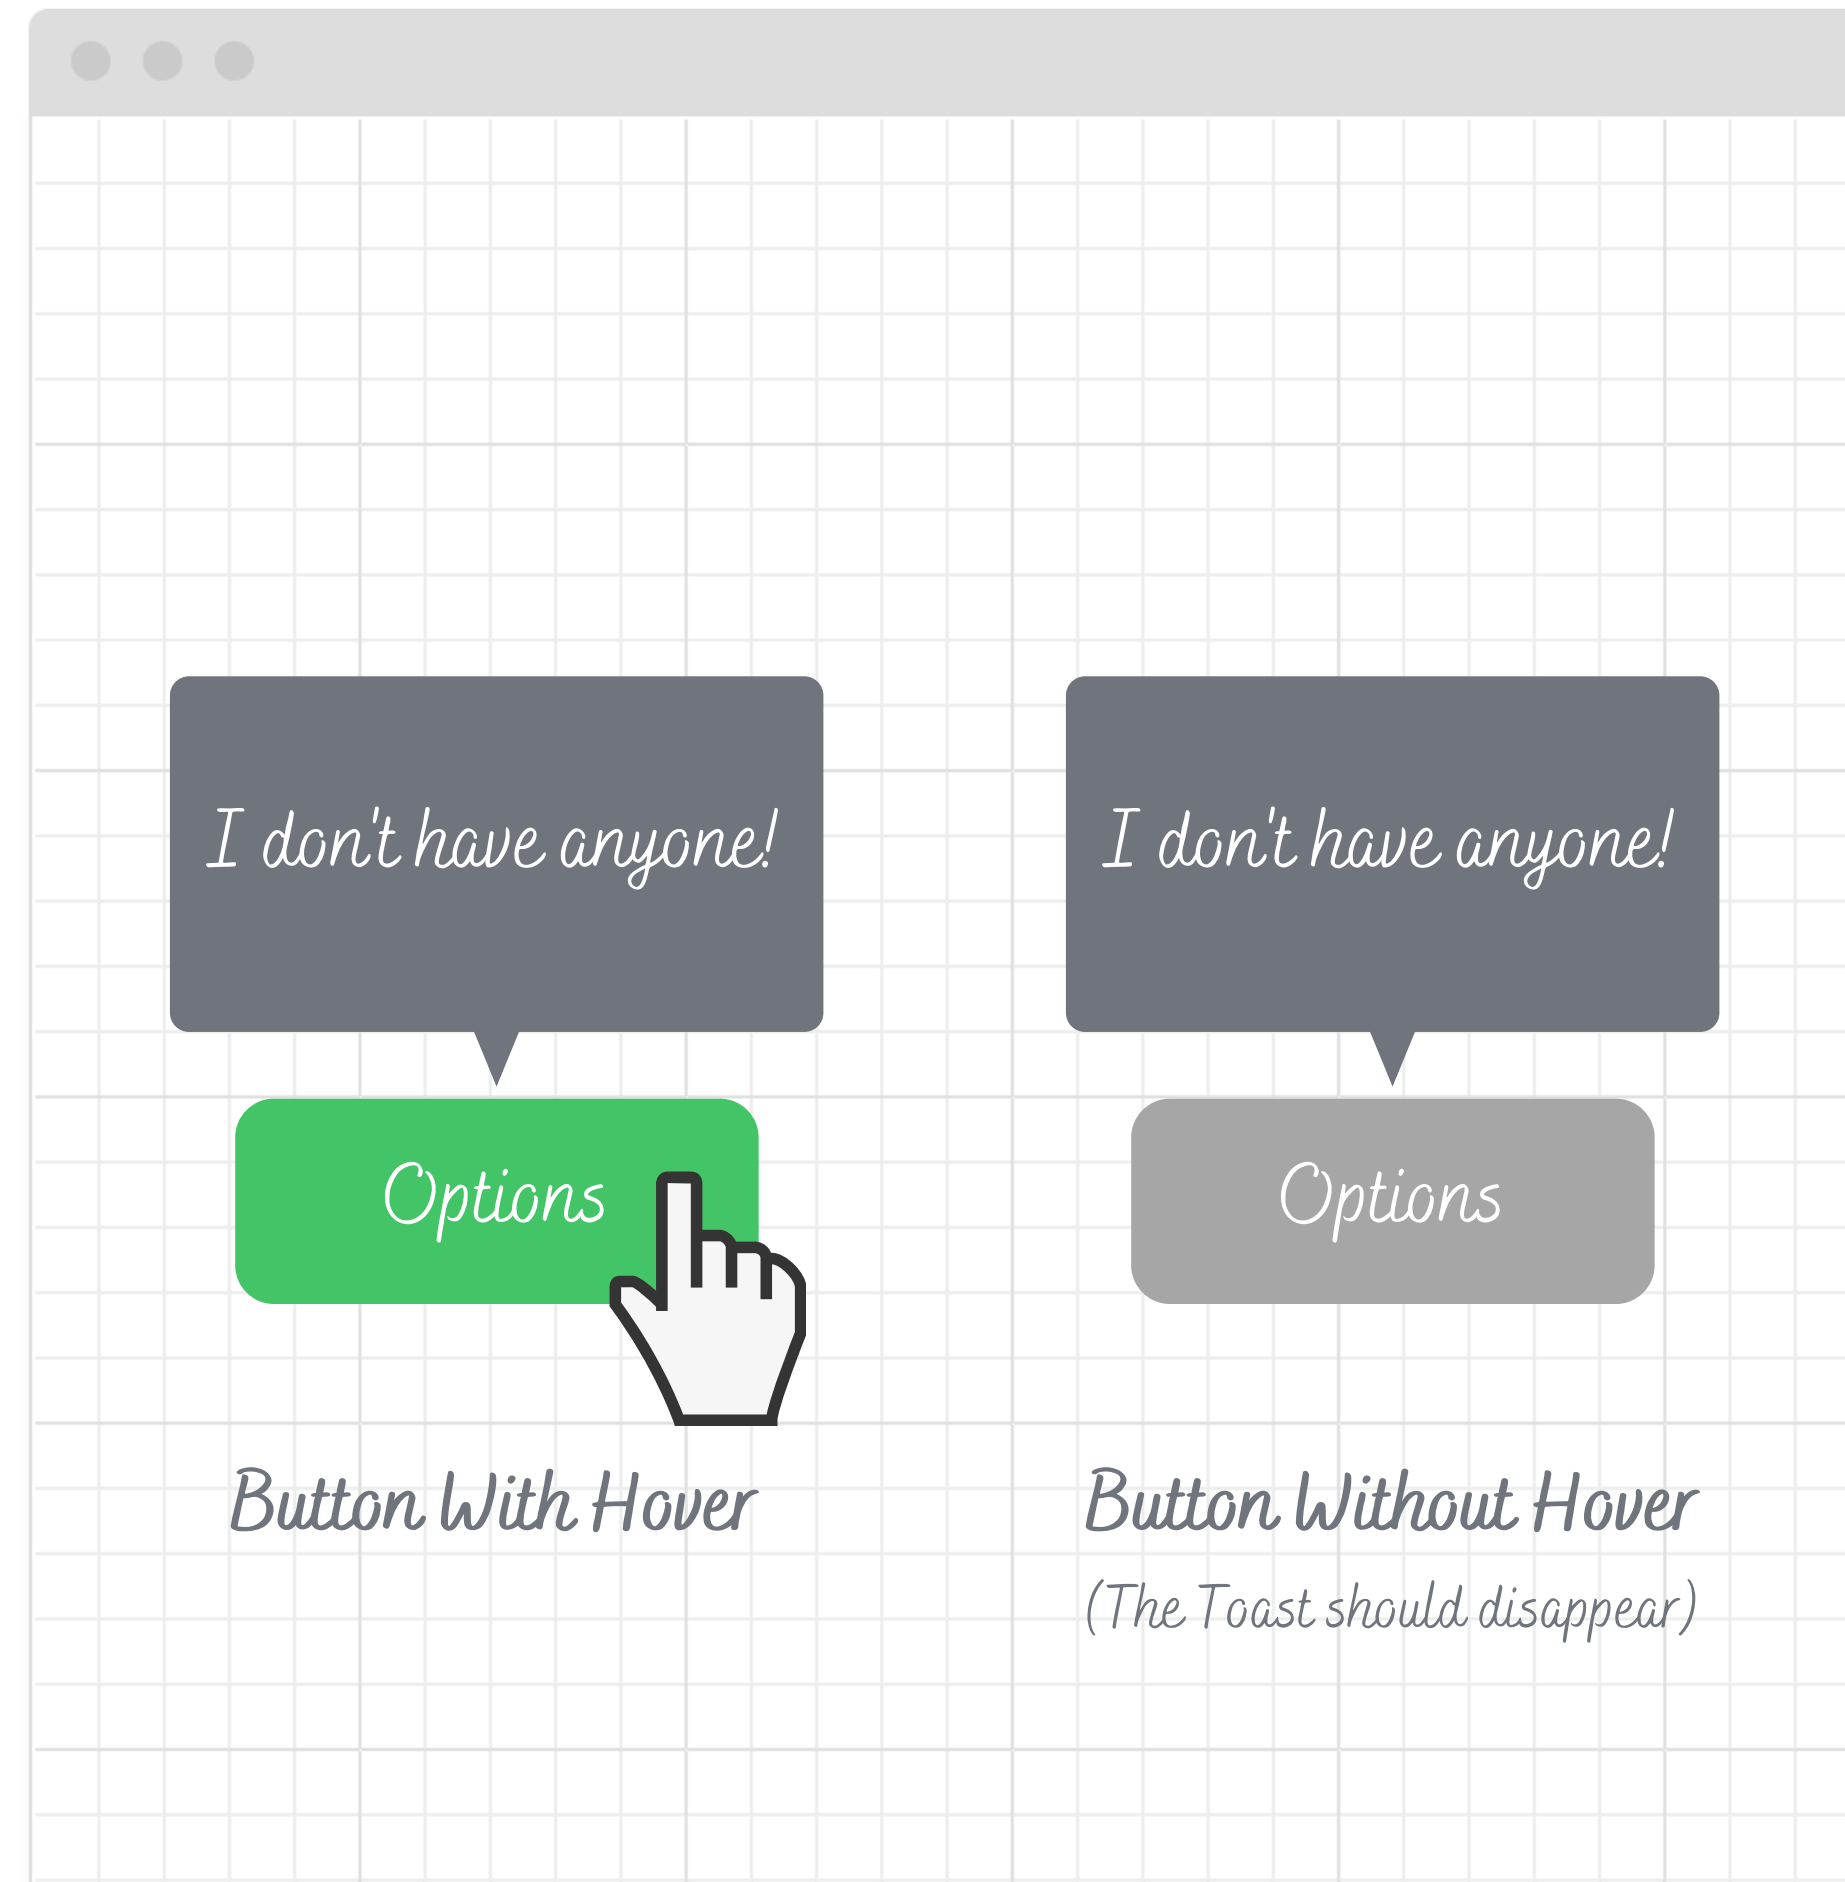 I don't have anyone!
I don't have anyone!
Options
Options
Button With Hover
Button Without Hover
(The Toast should disappear)